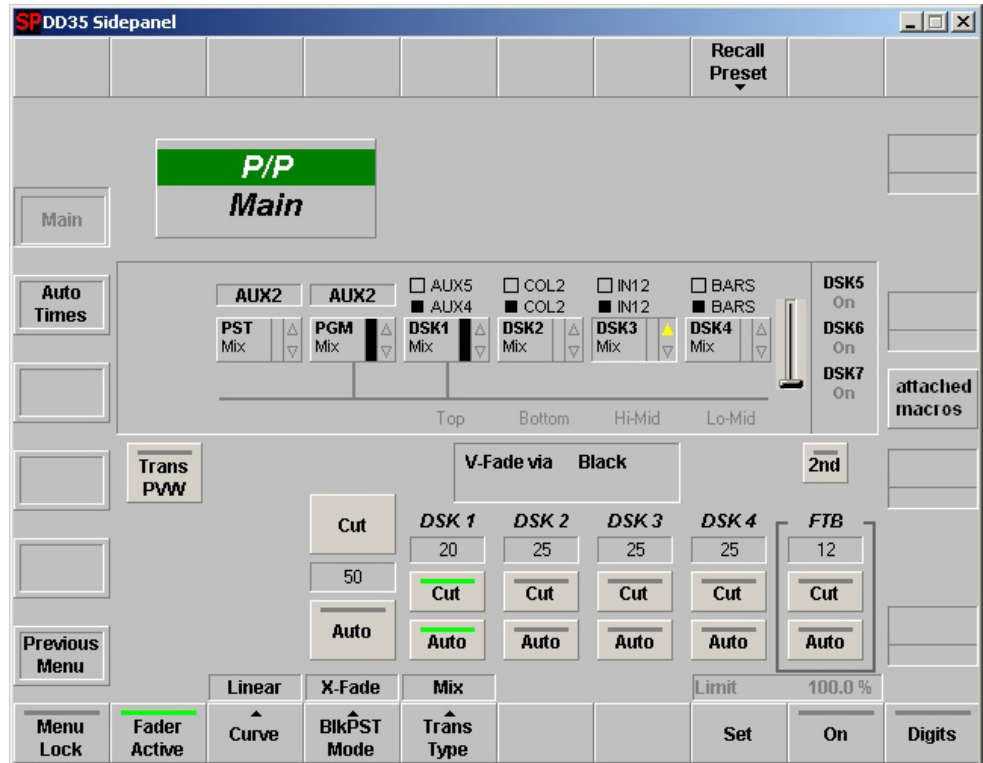 SP DD35 Sidepanel
Recall
Preset
P/P
Main
Main
Auto
Times
AUX2
AUX2
AUX5
COL2
IN12
BARS
AUX4
COL2
IN12
BARS
PST
Mix
PGM
Mix
DSK1
Mix
DSK2
Mix
DSK3
Mix
DSK4
Mix
DSK5
On
DSK6
On
DSK7
On
Top
Bottom
Hi-Mid
Lo-Mid
attached
macros
Trans
PVW
V-Fade via Black
2nd
Cut
DSK 1
DSK 2
DSK 3
DSK 4
FTB
20
25
25
25
12
50
Cut
Cut
Cut
Cut
Cut
Auto
Auto
Auto
Auto
Auto
Auto
Previous
Menu
Linear
X-Fade
Mix
Limit
100.0 %
Menu
Lock
Fader
Active
Curve
BlkPST
Mode
Trans
Type
Set
On
Digits